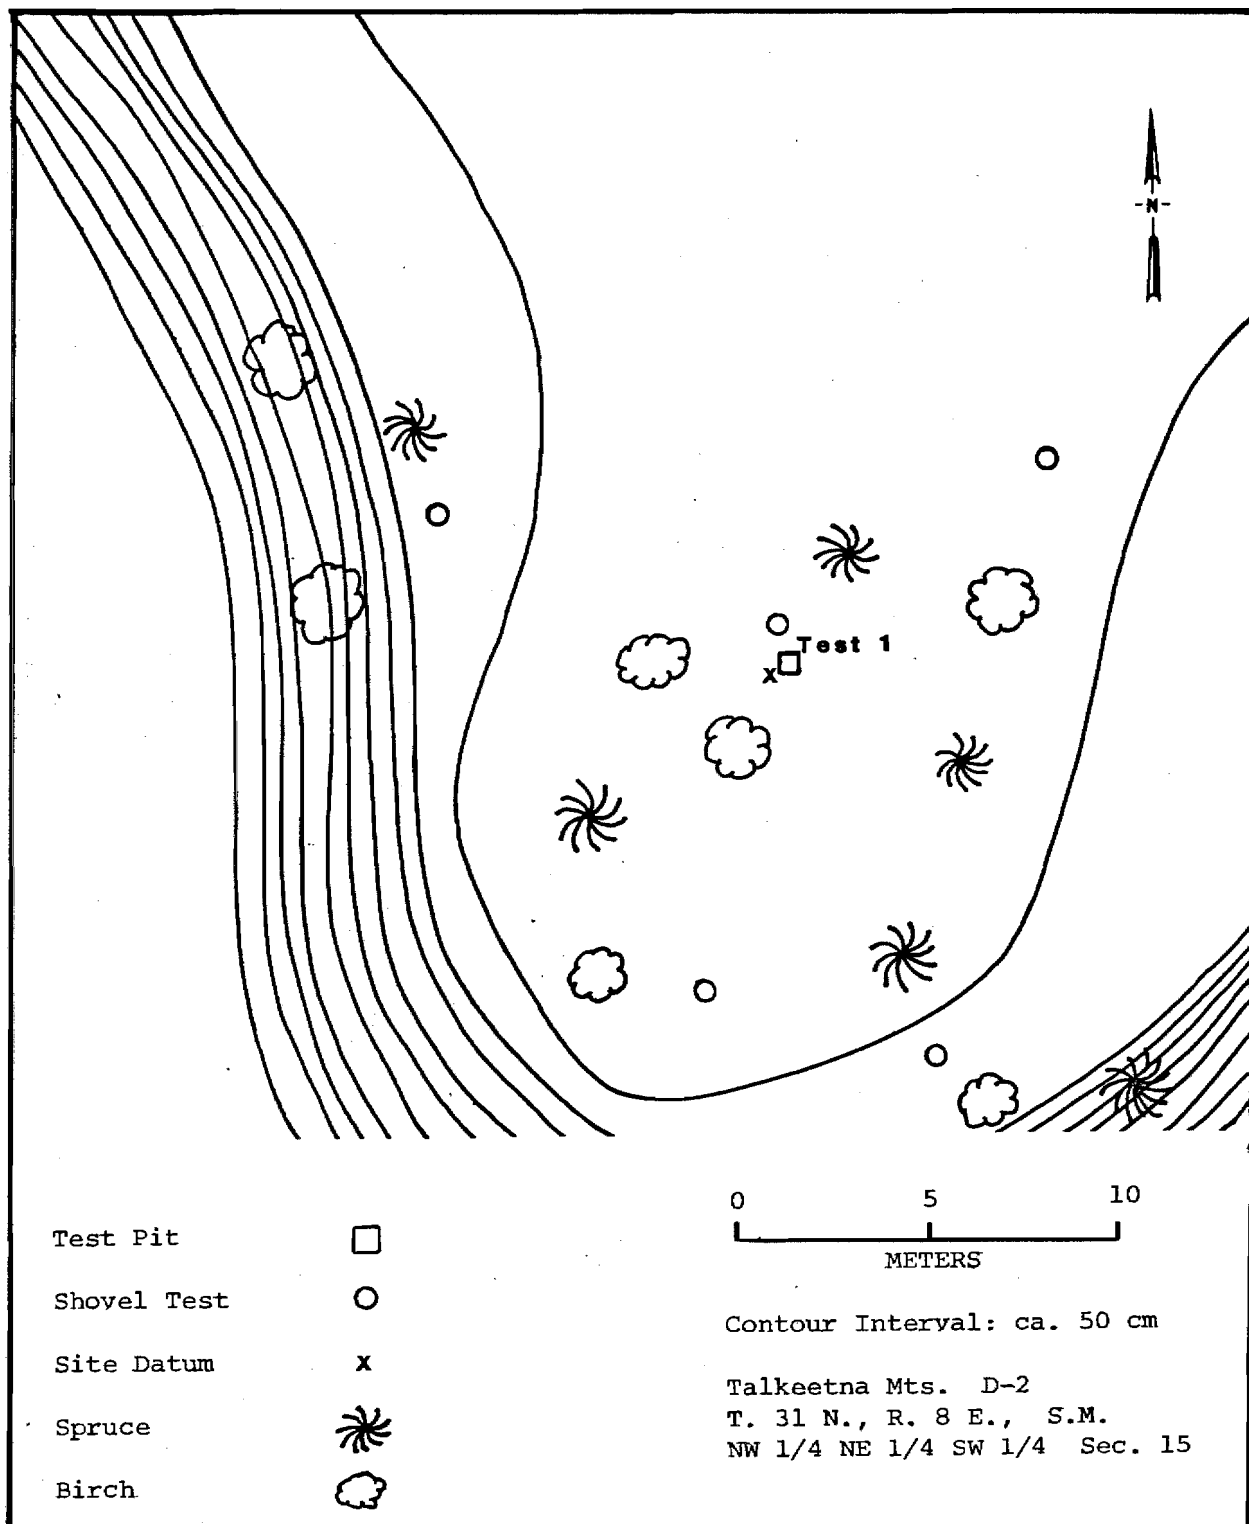 -N-
Test 1
x
0 5 10
METERS
Test Pit
Shovel Test
Site Datum x
Spruce
Birch
Contour Interval: ca. 50 cm
Talkeetna Mts. D-2
T. 31 N., R. 8 E., S.M.
NW 1/4 NE 1/4 SW 1/4 Sec. 15